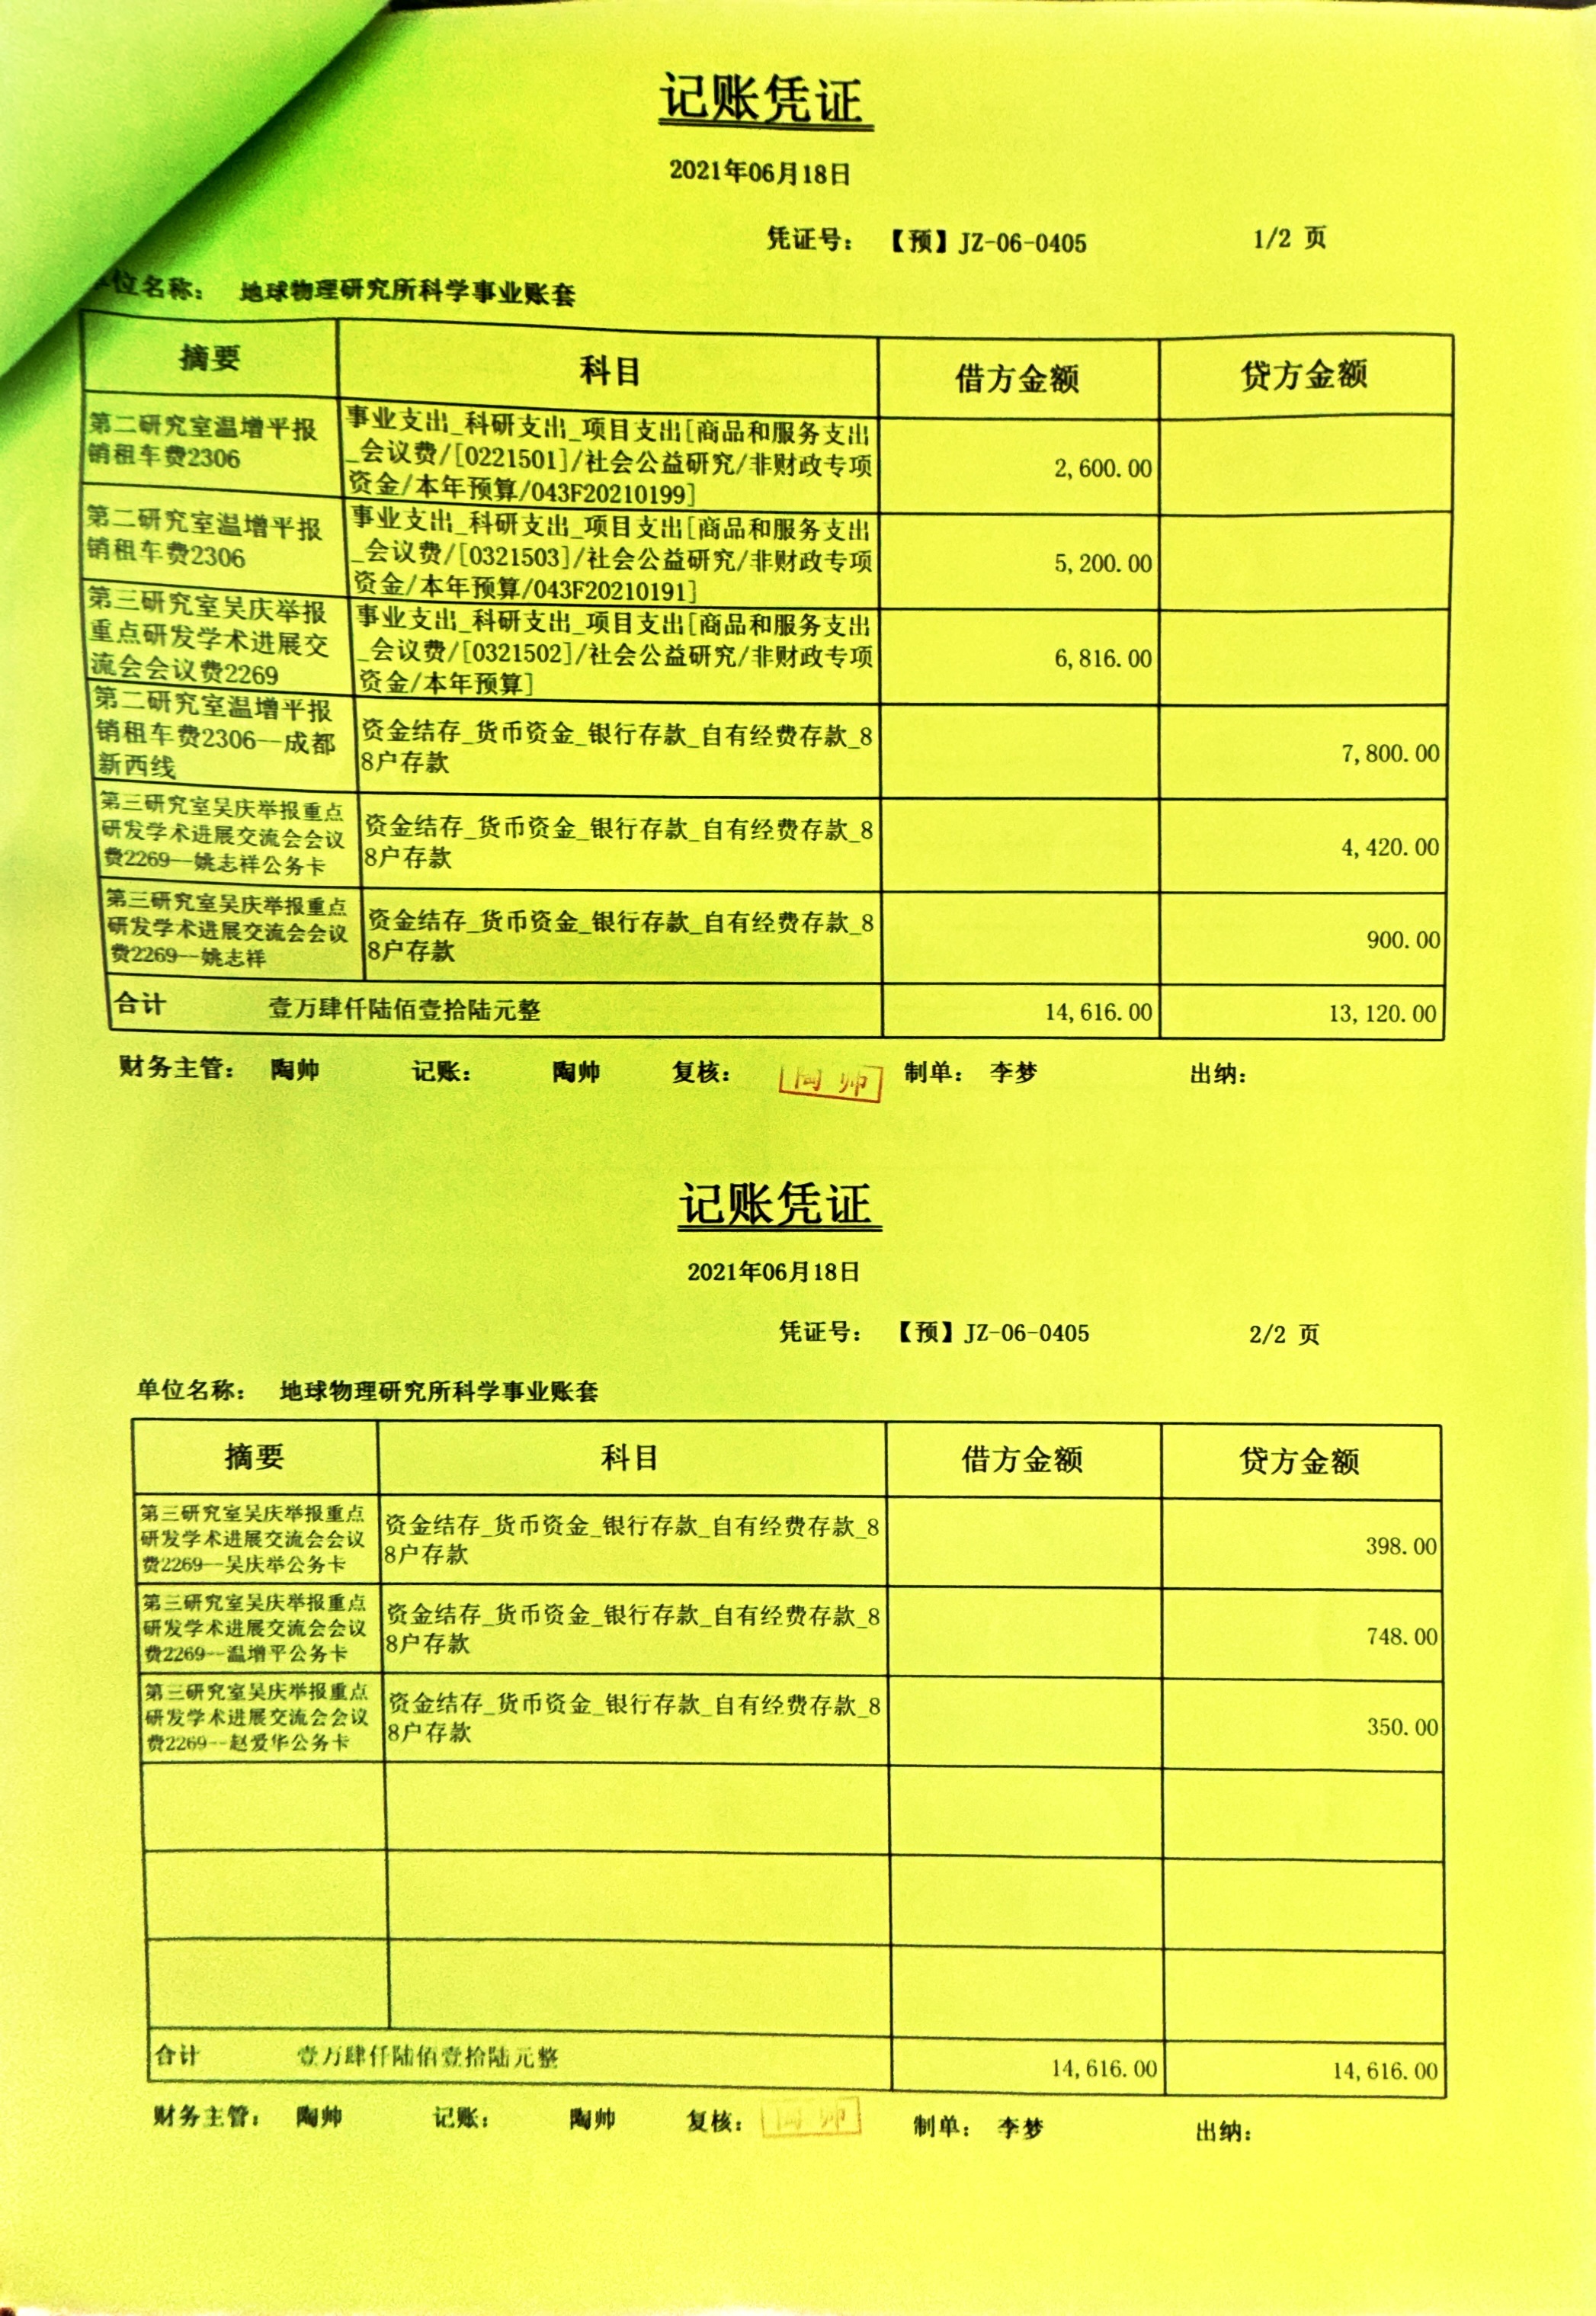 记账凭证
2021年06月18日
凭证号： 【预】JZ-06-0405 1/2 页
位名称： 地球物理研究所科学事业账套
摘要 科目 借方金额 贷方金额
第二研究室温增平报
销租车费2306
事业支出_科研支出_项目支出[商品和服务支出
_会议费/[0221501]/社会公益研究/非财政专项
资金/本年预算/043F20210199]
2,600.00
第二研究室温增平报
销租车费2306
事业支出_科研支出_项目支出[商品和服务支出
_会议费/[0321503]/社会公益研究/非财政专项
资金/本年预算/043F20210191]
5,200.00
第三研究室吴庆举报
重点研发学术进展交
流会会议费2269
事业支出_科研支出_项目支出[商品和服务支出
_会议费/[0321502]/社会公益研究/非财政专项
资金/本年预算]
6,816.00
第二研究室温增平报
销租车费2306--成都
新西线
资金结存_货币资金_银行存款_自有经费存款_8
8户存款
7,800.00
第三研究室吴庆举报重点
研发学术进展交流会会议
费2269--姚志祥公务卡
资金结存_货币资金_银行存款_自有经费存款_8
8户存款
4,420.00
第三研究室吴庆举报重点
研发学术进展交流会会议
费2269--姚志祥
资金结存_货币资金_银行存款_自有经费存款_8
8户存款
900.00
合计 壹万肆仟陆佰壹拾陆元整 14,616.00 13,120.00
财务主管： 陶帅 记账： 陶帅 复核： 陶帅 制单： 李梦 出纳：
记账凭证
2021年06月18日
凭证号： 【预】JZ-06-0405 2/2 页
单位名称： 地球物理研究所科学事业账套
摘要 科目 借方金额 贷方金额
第三研究室吴庆举报重点
研发学术进展交流会会议
费2269--吴庆举公务卡
资金结存_货币资金_银行存款_自有经费存款_8
8户存款
398.00
第三研究室吴庆举报重点
研发学术进展交流会会议
费2269--温增平公务卡
资金结存_货币资金_银行存款_自有经费存款_8
8户存款
748.00
第三研究室吴庆举报重点
研发学术进展交流会会议
费2269--赵爱华公务卡
资金结存_货币资金_银行存款_自有经费存款_8
8户存款
350.00
合计 壹万肆仟陆佰壹拾陆元整 14,616.00 14,616.00
财务主管： 陶帅 记账： 陶帅 复核： 陶帅 制单： 李梦 出纳：